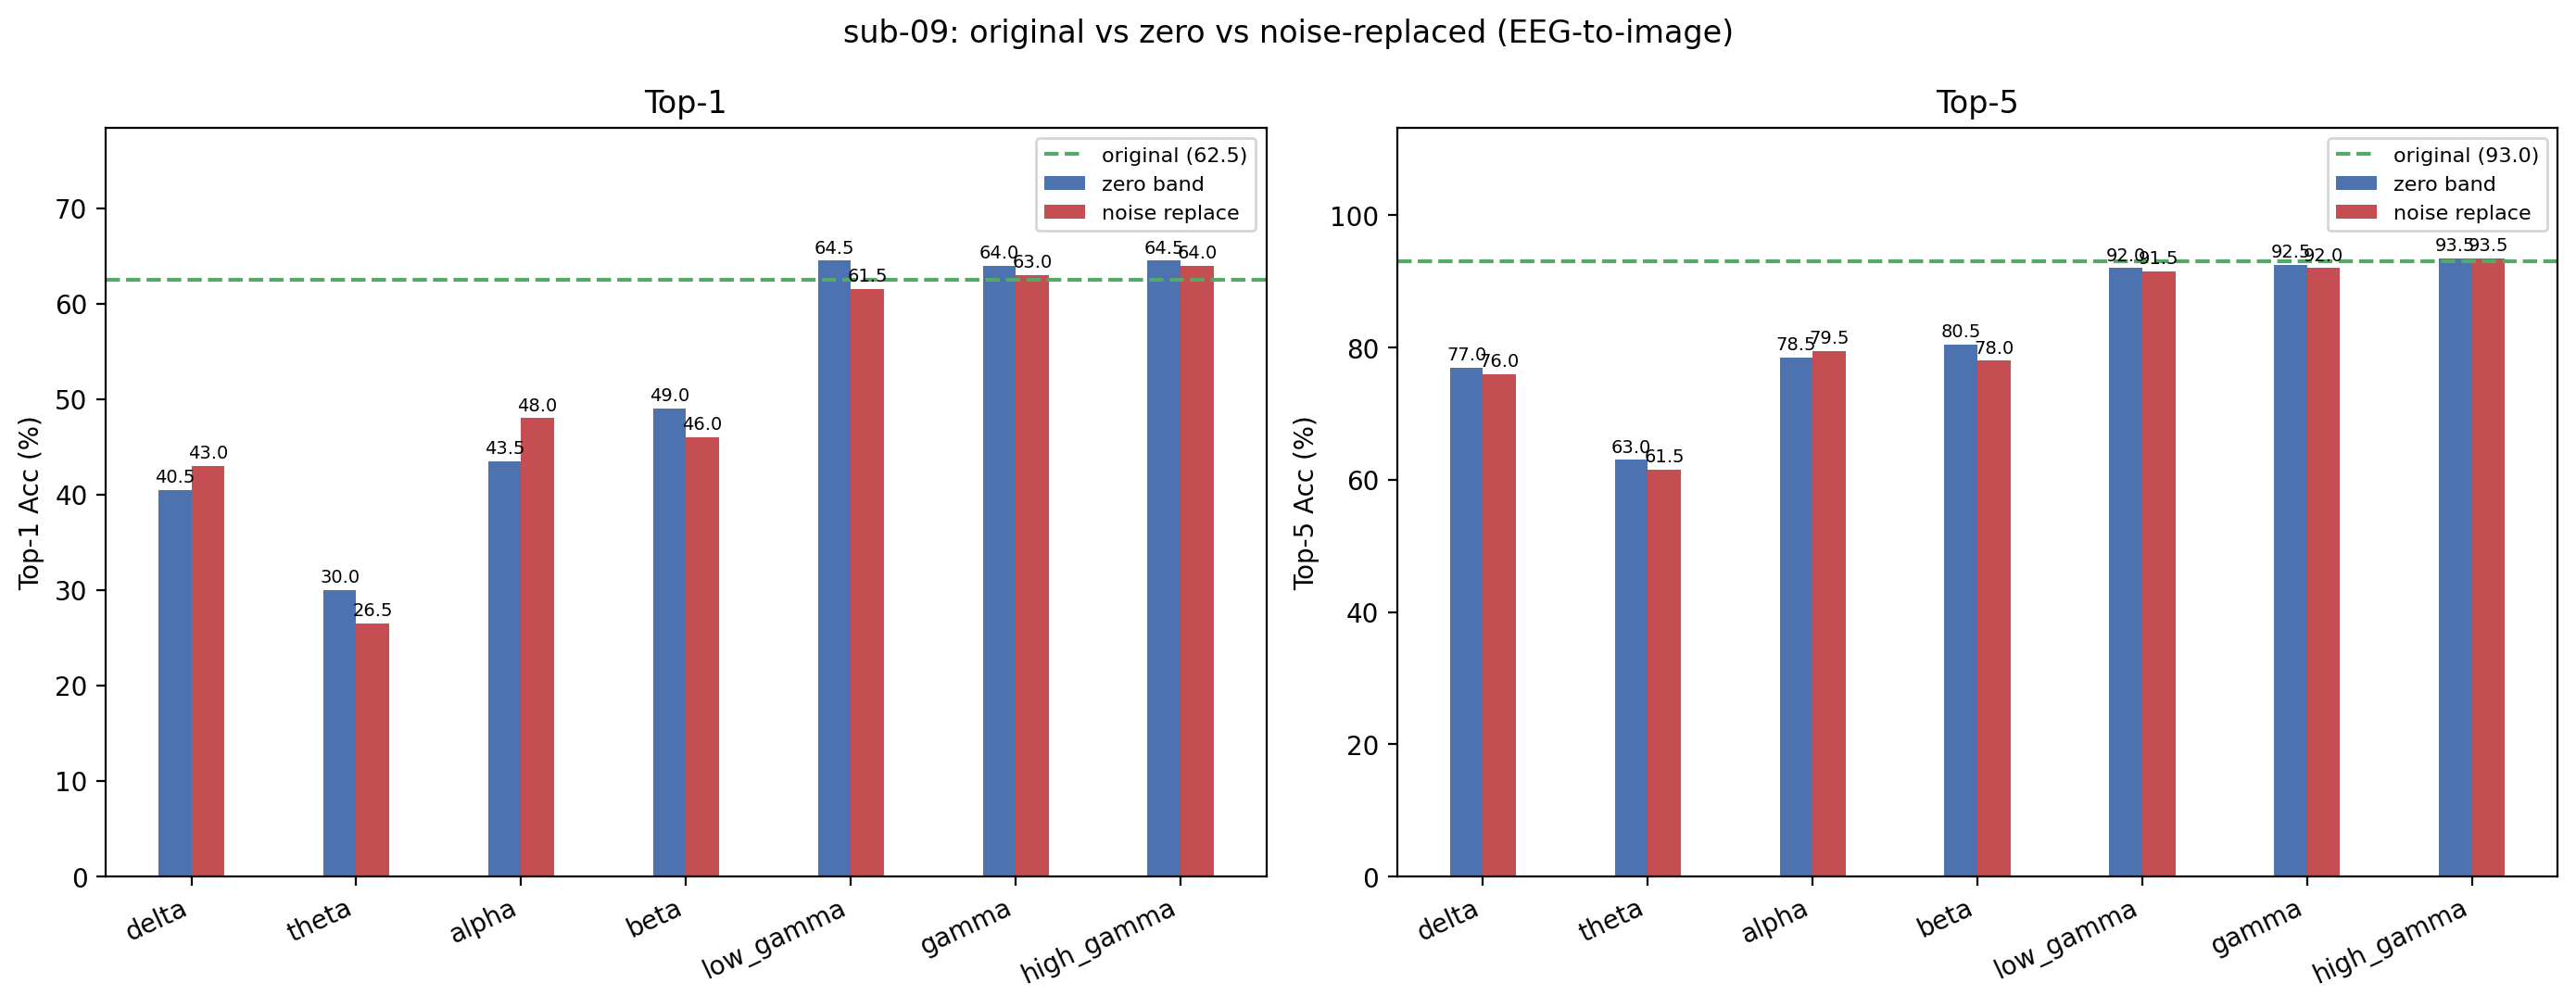 sub-09: original vs zero vs noise-replaced (EEG-to-image)
Top-1
original (62.5)
zero band
noise replace
Top-1 Acc (%)
70
60
50
40
30
20
10
0
40.5
43.0
30.0
26.5
43.5
48.0
49.0
46.0
64.5
61.5
64.0
63.0
64.5
64.0
delta
theta
alpha
beta
low_gamma
gamma
high_gamma
Top-5
original (93.0)
zero band
noise replace
Top-5 Acc (%)
100
80
60
40
20
0
77.0
76.0
63.0
61.5
78.5
79.5
80.5
78.0
92.0
91.5
92.5
92.0
93.5
93.5
delta
theta
alpha
beta
low_gamma
gamma
high_gamma